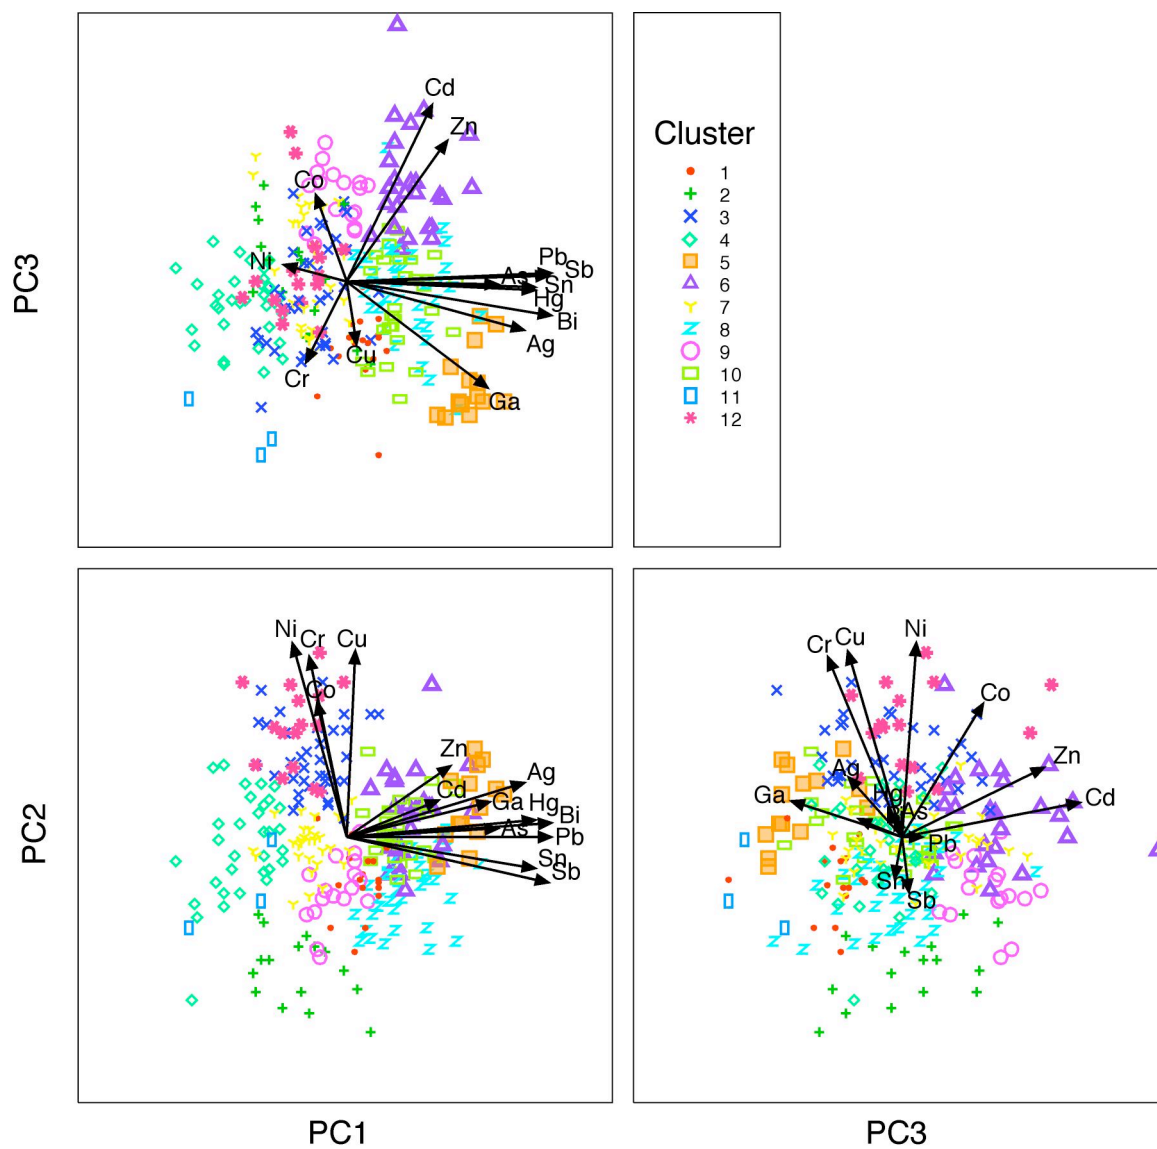 PC3
Cd
Zn
Co
Ni
Pb
Sb
As
Sn
Hg
Bi
Ag
Cu
Cr
Ga
Cluster
1
2
3
4
5
6
7
8
9
10
11
12
PC2
Ni
Cr
Cu
Co
Zn
Ag
Cd
Ga
Hg
Bi
As
Pb
Sn
Sb
PC1
Cr
Cu
Ni
Co
Zn
Ag
Ga
Hg
Cd
As
Pb
Sn
Sb
PC3